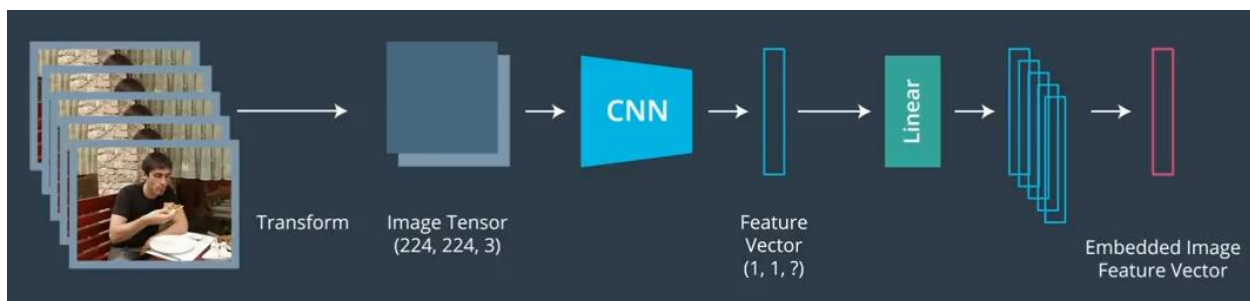 CNN
Linear
Transform
Image Tensor
(224, 224, 3)
Feature
Vector
(1, 1, ?)
Embedded Image
Feature Vector